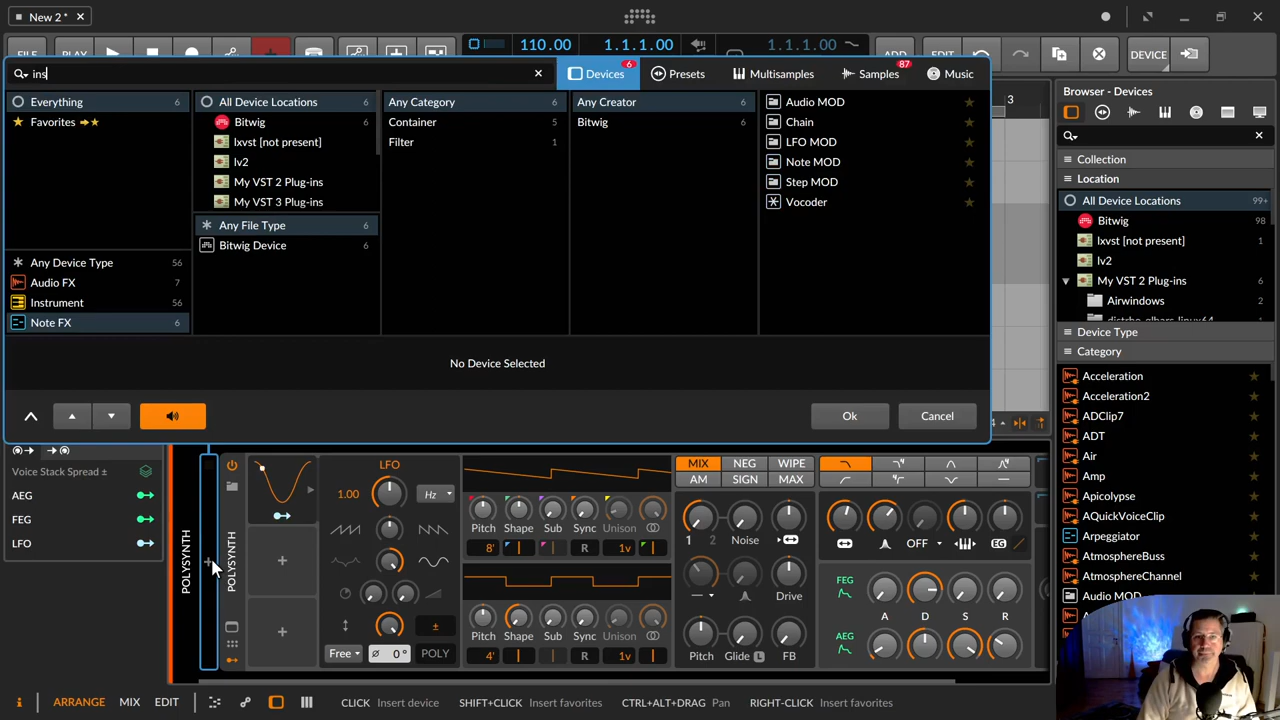 New 2 *
FILE PLAY 110.00 1.1.1.00 1.1.1.00 ADD EDIT DEVICE
ins
Devices 6 Presets Multisamples Samples 87 Music
Everything 6
Favorites
Any Device Type 56
Audio FX 7
Instrument 56
Note FX 6
All Device Locations 6
Bitwig 6
lxvst [not present]
lv2
My VST 2 Plug-ins
My VST 3 Plug-ins
Any File Type 6
Bitwig Device 6
Any Category 6
Container 5
Filter 1
Any Creator 6
Bitwig 6
Audio MOD
Chain
LFO MOD
Note MOD
Step MOD
Vocoder
No Device Selected
Ok Cancel
3
Browser - Devices
Collection
Location
All Device Locations 99+
Bitwig 98
lxvst [not present] 1
lv2 1
My VST 2 Plug-ins 6
Airwindows 2
distrho-glbars-linux64
Device Type
Category
Acceleration
Acceleration2
ADClip7
ADT
Air
Amp
Apicolypse
AQuickVoiceClip
Arpeggiator
AtmosphereBuss
AtmosphereChannel
Audio MOD
Voice Stack Spread ±
AEG
FEG
LFO
POLYSYNTH
POLYSYNTH
LFO
1.00 Hz
±
Free ø 0° POLY
Pitch Shape Sub Sync Unison
8' R 1v
Pitch Shape Sub Sync Unison
4' R 1v
MIX NEG WIPE
AM SIGN MAX
1 2 Noise
Drive
Pitch Glide L FB
OFF EG
FEG
A D S R
AEG
ARRANGE MIX EDIT CLICK Insert device SHIFT+CLICK Insert favorites CTRL+ALT+DRAG Pan RIGHT-CLICK Insert favorites